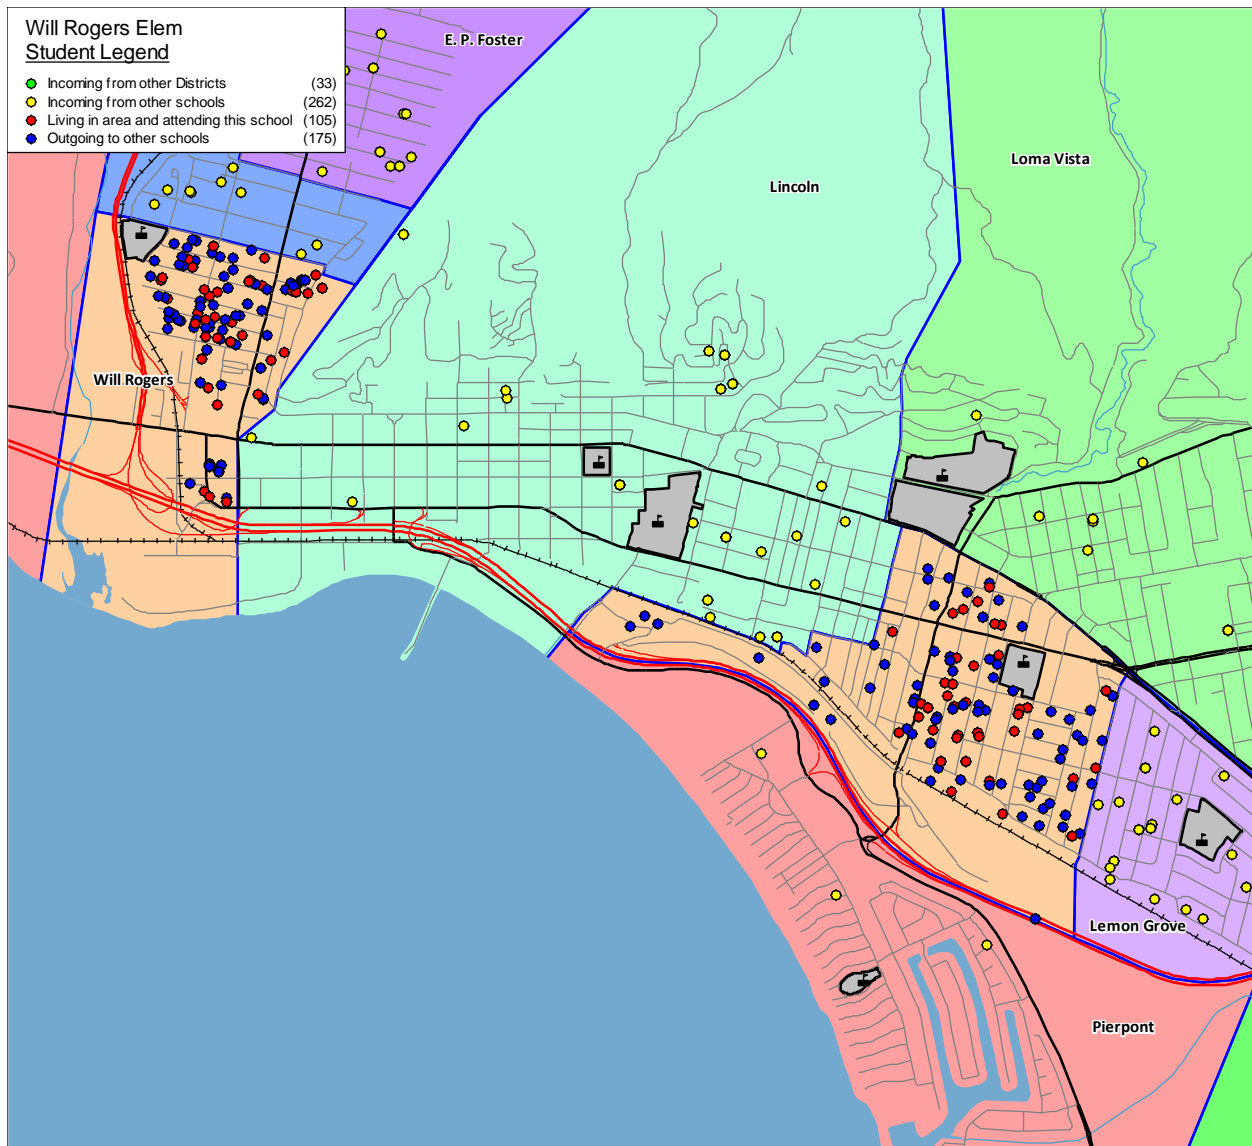 Will Rogers Elem
Student Legend
Incoming from other Districts (33)
Incoming from other schools (262)
Living in area and attending this school (105)
Outgoing to other schools (175)
E. P. Foster
Loma Vista
Lincoln
Will Rogers
Lemon Grove
Pierpont